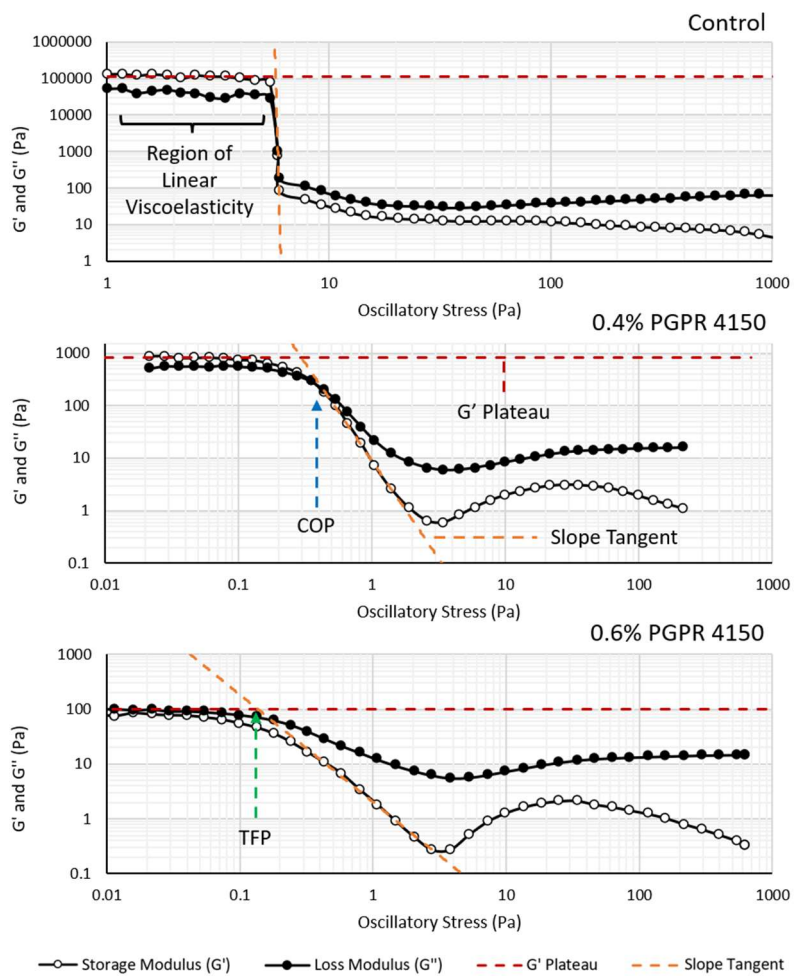 Control
1000000
100000
10000
1000
100
10
1
G' and G'' (Pa)
Region of
Linear
Viscoelasticity
1 10 100 1000
Oscillatory Stress (Pa)
0.4% PGPR 4150
1000
100
10
1
0.1
G' and G'' (Pa)
G’ Plateau
COP
Slope Tangent
0.01 0.1 1 10 100 1000
Oscillatory Stress (Pa)
0.6% PGPR 4150
1000
100
10
1
0.1
G' and G'' (Pa)
TFP
0.01 0.1 1 10 100 1000
Oscillatory Stress (Pa)
Storage Modulus (G') Loss Modulus (G'') G' Plateau Slope Tangent